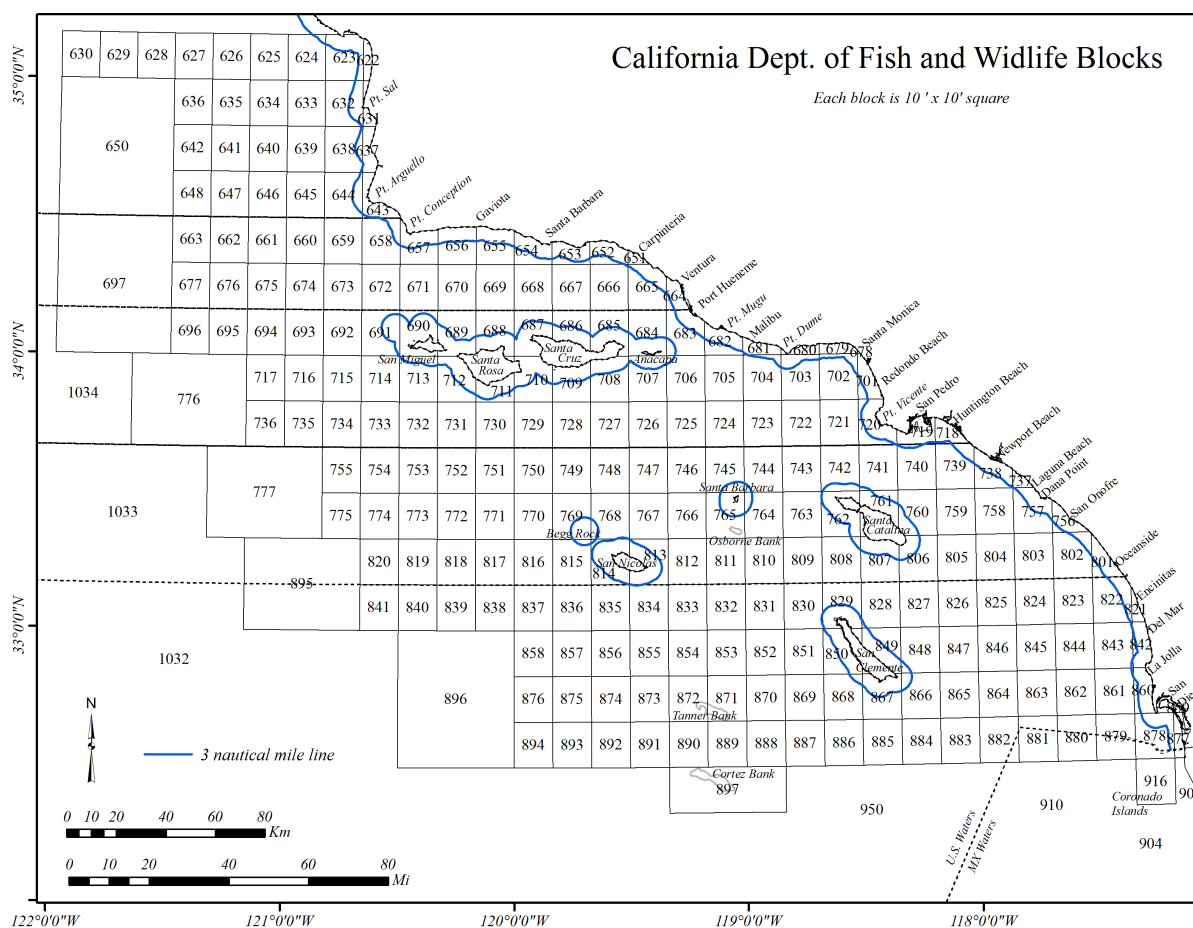 California Dept. of Fish and Widlife Blocks
Each block is 10 ' x 10' square
35°0'0"N
34°0'0"N
33°0'0"N
630 629 628 627 626 625 624 623 622
636 635 634 633 632 631
Pt. Sal
650
642 641 640 639 638 637
648 647 646 645 644 643
Pt. Arguello
Pt. Conception
Gaviota
Santa Barbara
Carpinteria
663 662 661 660 659 658 657 656 655 654 653 652 651
697
677 676 675 674 673 672 671 670 669 668 667 666 665 664
Ventura
Port Hueneme
Pt. Mugu
Malibu
Pt. Dume
Santa Monica
696 695 694 693 692 691 690 689 688 687 686 685 684 683 682 681 680 679 678
San Miguel
Santa
Rosa
Santa
Cruz
Anacapa
Redondo Beach
1034
776
717 716 715 714 713 712 711 710 709 708 707 706 705 704 703 702 701
Pt. Vicente
San Pedro
Huntington Beach
736 735 734 733 732 731 730 729 728 727 726 725 724 723 722 721 720 719 718
Newport Beach
Laguna Beach
Dana Point
San Onofre
777
755 754 753 752 751 750 749 748 747 746 745 744 743 742 741 740 739 738 737
Santa Barbara
1033
775 774 773 772 771 770 769 768 767 766 765 764 763 762 761 760 759 758 757 756
Santa
Catalina
Begg Rock
Osborne Bank
Oceanside
895
820 819 818 817 816 815 814 813 812 811 810 809 808 807 806 805 804 803 802 801
San Nicolas
Encinitas
841 840 839 838 837 836 835 834 833 832 831 830 829 828 827 826 825 824 823 822 821
Del Mar
1032
858 857 856 855 854 853 852 851 850 849 848 847 846 845 844 843 842
San
Clemente
La Jolla
896
876 875 874 873 872 871 870 869 868 867 866 865 864 863 862 861 860
San
Tanner Bank
894 893 892 891 890 889 888 887 886 885 884 883 882 881 880 879 878 877
Cortez Bank
897
950
910
916
Coronado
Islands
904
U.S. Waters
MX Waters
N
3 nautical mile line
0 10 20 40 60 80
Km
0 10 20 40 60 80
Mi
122°0'0"W 121°0'0"W 120°0'0"W 119°0'0"W 118°0'0"W